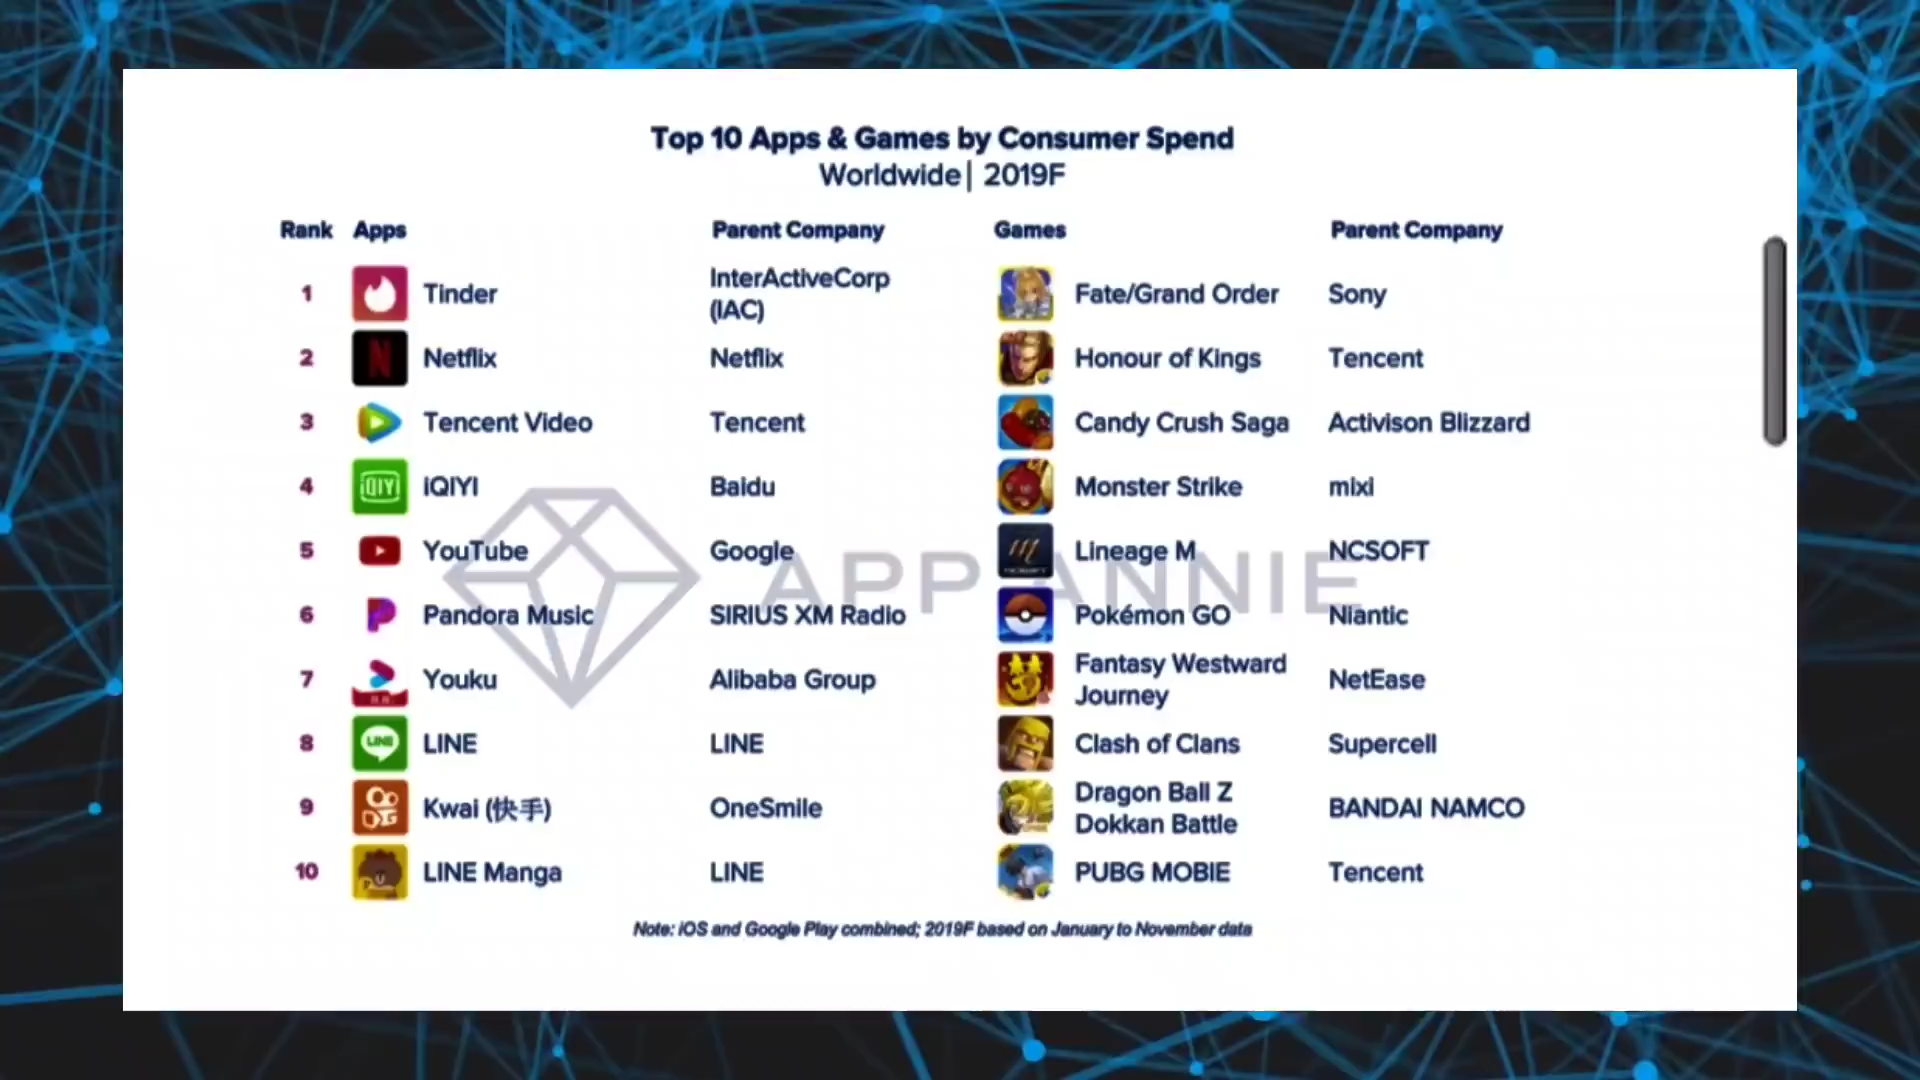 Top 10 Apps & Games by Consumer Spend
Worldwide| 2019F
Rank Apps Parent Company Games Parent Company
1 Tinder InterActiveCorp (IAC) Fate/Grand Order Sony
2 Netflix Netflix Honour of Kings Tencent
3 Tencent Video Tencent Candy Crush Saga Activison Blizzard
4 iQIYI Baidu Monster Strike mixi
5 YouTube Google Lineage M NCSOFT
APP ANNIE
6 Pandora Music SIRIUS XM Radio Pokémon GO Niantic
7 Youku Alibaba Group Fantasy Westward Journey NetEase
8 LINE LINE Clash of Clans Supercell
9 Kwai (快手) OneSmile Dragon Ball Z Dokkan Battle BANDAI NAMCO
10 LINE Manga LINE PUBG MOBIE Tencent
Note: iOS and Google Play combined; 2019F based on January to November data